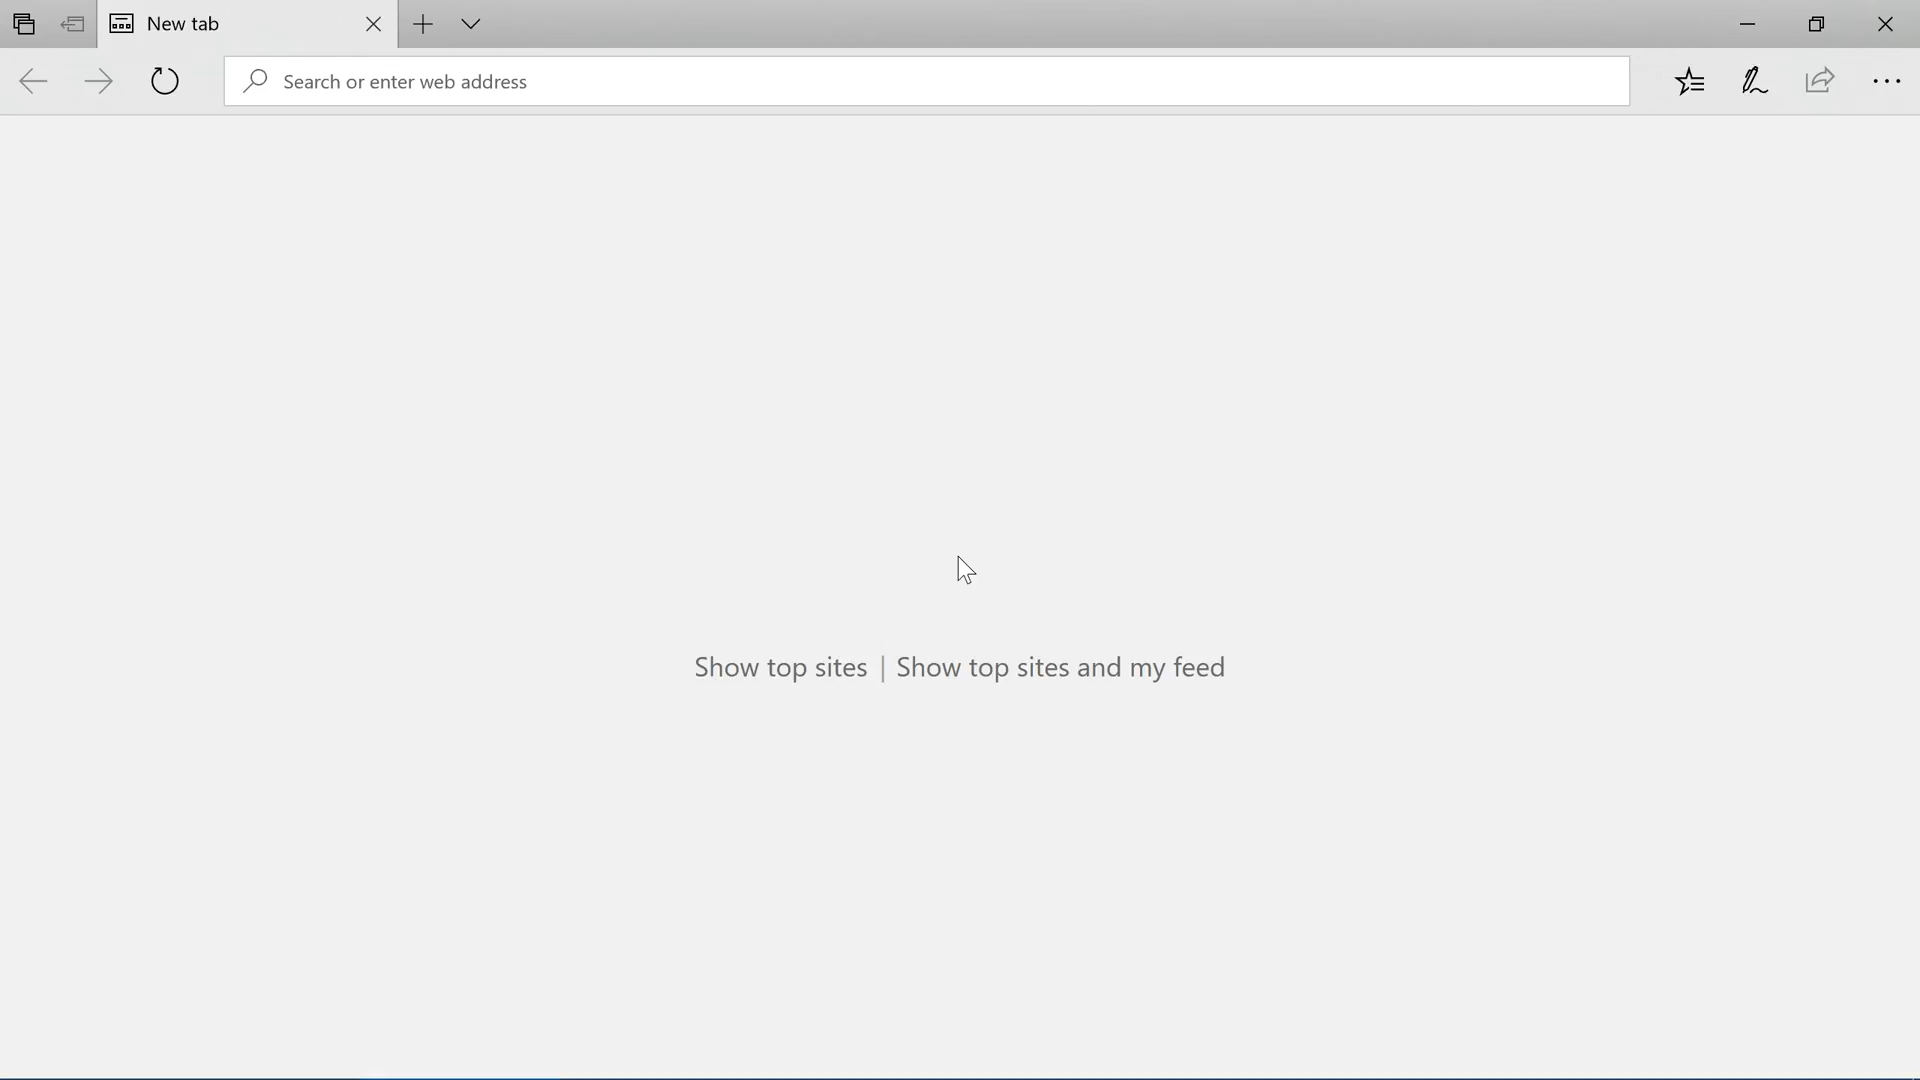 New tab
Search or enter web address
Show top sites | Show top sites and my feed